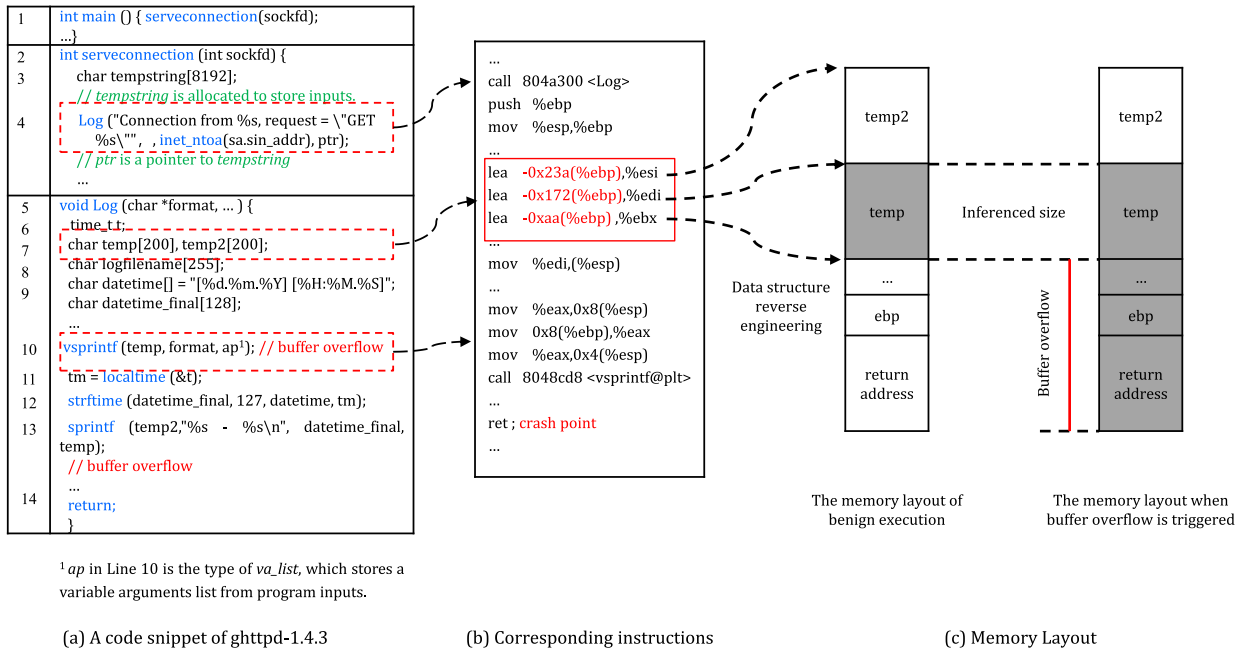 1 int main () { serveconnection(sockfd);
…}
2 int serveconnection (int sockfd) {
3 char tempstring[8192];
// tempstring is allocated to store inputs.
4 Log ("Connection from %s, request = \"GET
%s\"", , inet_ntoa(sa.sin_addr), ptr);
// ptr is a pointer to tempstring
…
5 void Log (char *format, … ) {
6 time_t t;
7 char temp[200], temp2[200];
char logfilename[255];
8 char datetime[] = "[%d.%m.%Y] [%H:%M.%S]";
9 char datetime_final[128];
…
10 vsprintf (temp, format, ap¹); // buffer overflow
11 tm = localtime (&t);
12 strftime (datetime_final, 127, datetime, tm);
13 sprintf (temp2,"%s - %s\n", datetime_final,
temp);
// buffer overflow
…
14 return;
}
¹ ap in Line 10 is the type of va_list, which stores a
variable arguments list from program inputs.
(a) A code snippet of ghttpd-1.4.3
…
call 804a300 <Log>
push %ebp
mov %esp,%ebp
…
lea -0x23a(%ebp),%esi
lea -0x172(%ebp),%edi
lea -0xaa(%ebp) ,%ebx
…
mov %edi,(%esp)
…
mov %eax,0x8(%esp)
mov 0x8(%ebp),%eax
mov %eax,0x4(%esp)
call 8048cd8 <vsprintf@plt>
…
ret ; crash point
…
(b) Corresponding instructions
Data structure
reverse
engineering
temp2
temp
…
ebp
return
address
The memory layout of
benign execution
Inferenced size
Buffer overflow
temp2
temp
…
ebp
return
address
The memory layout when
buffer overflow is triggered
(c) Memory Layout